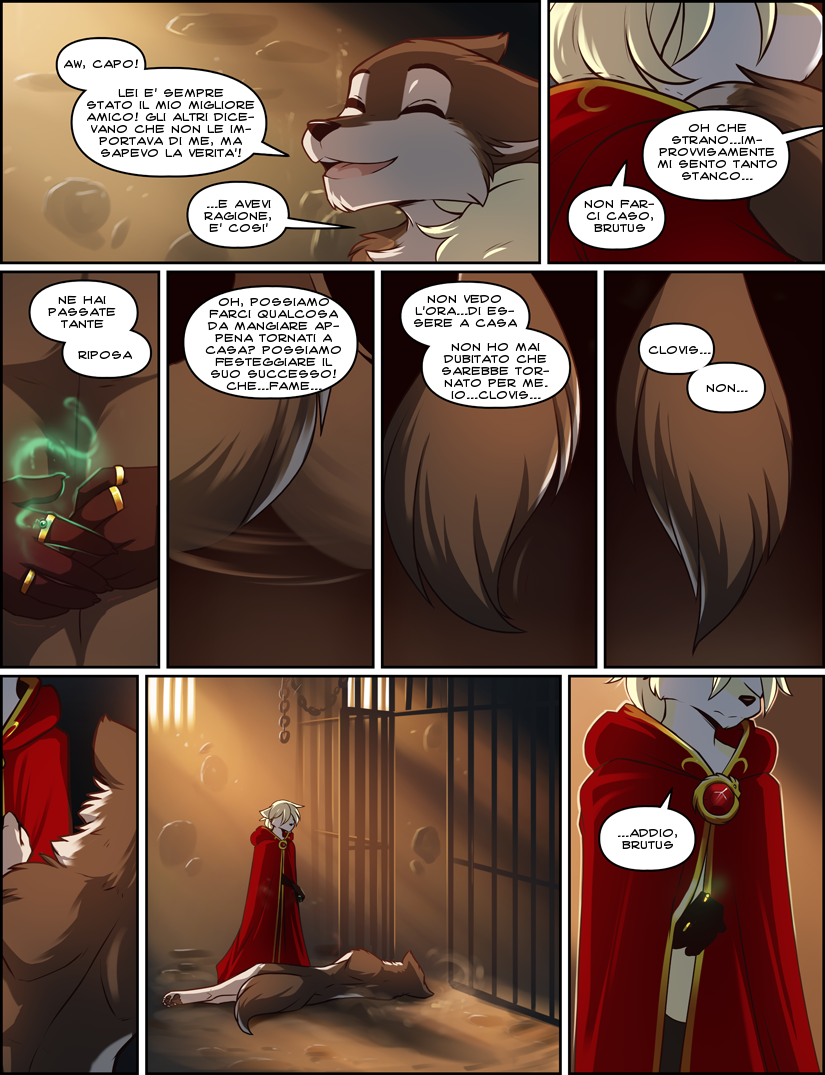 AW, CAPO!
LEI E' SEMPRE
STATO IL MIO MIGLIORE
AMICO! GLI ALTRI DICE-
VANO CHE NON LE IM-
PORTAVA DI ME, MA
SAPEVO LA VERITA'!
...E AVEVI
RAGIONE,
E' COSI'
OH CHE
STRANO...IM-
PROVVISAMENTE
MI SENTO TANTO
STANCO...
NON FAR-
CI CASO,
BRUTUS
NE HAI
PASSATE
TANTE
RIPOSA
OH, POSSIAMO
FARCI QUALCOSA
DA MANGIARE AP-
PENA TORNATI A
CASA? POSSIAMO
FESTEGGIARE IL
SUO SUCCESSO!
CHE...FAME...
NON VEDO
L'ORA...DI ES-
SERE A CASA
NON HO MAI
DUBITATO CHE
SAREBBE TOR-
NATO PER ME.
IO...CLOVIS...
CLOVIS...
NON...
...ADDIO,
BRUTUS